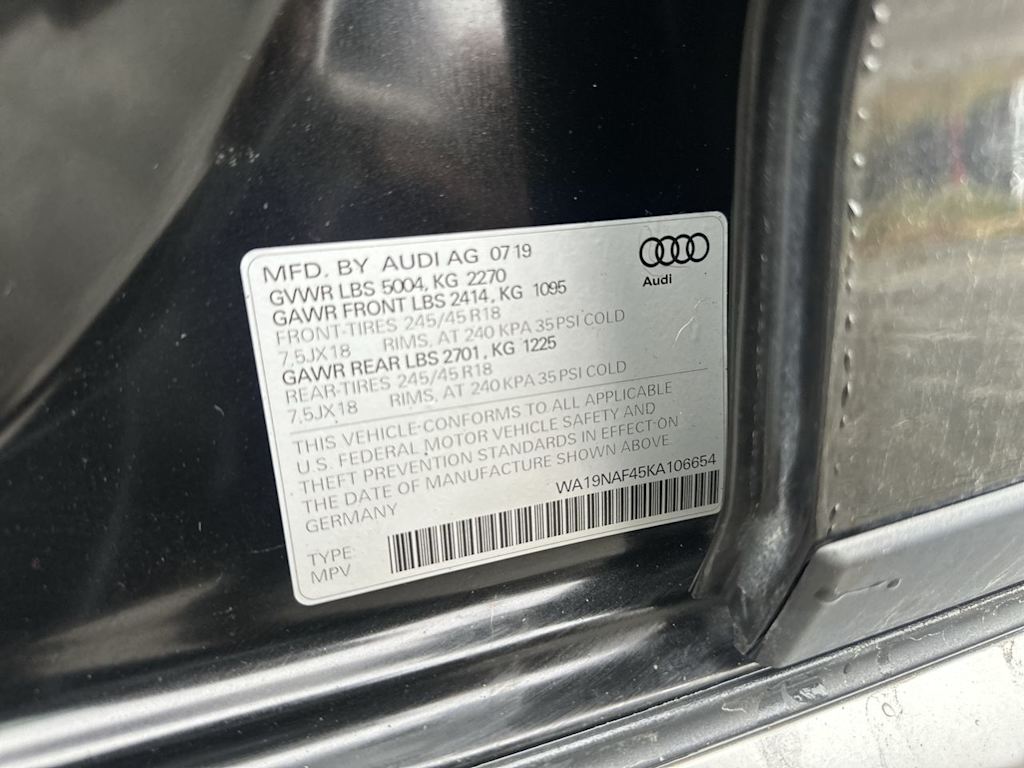 MFD. BY AUDI AG 0719
Audi
GVWR LBS 5004, KG 2270
GAWR FRONT LBS 2414, KG 1095
FRONT-TIRES 245/45 R18
7,5JX18 RIMS, AT 240 KPA 35 PSI COLD
GAWR REAR LBS 2701, KG 1225
REAR-TIRES 245/45 R18
7,5JX18 RIMS, AT 240 KPA 35 PSI COLD
THIS VEHICLE-CONFORMS TO ALL APPLICABLE
U.S. FEDERAL MOTOR VEHICLE SAFETY AND
THEFT PREVENTION STANDARDS IN EFFECT-ON
THE DATE OF MANUFACTURE SHOWN ABOVE
GERMANY
WA19NAF45KA106654
TYPE:
MPV